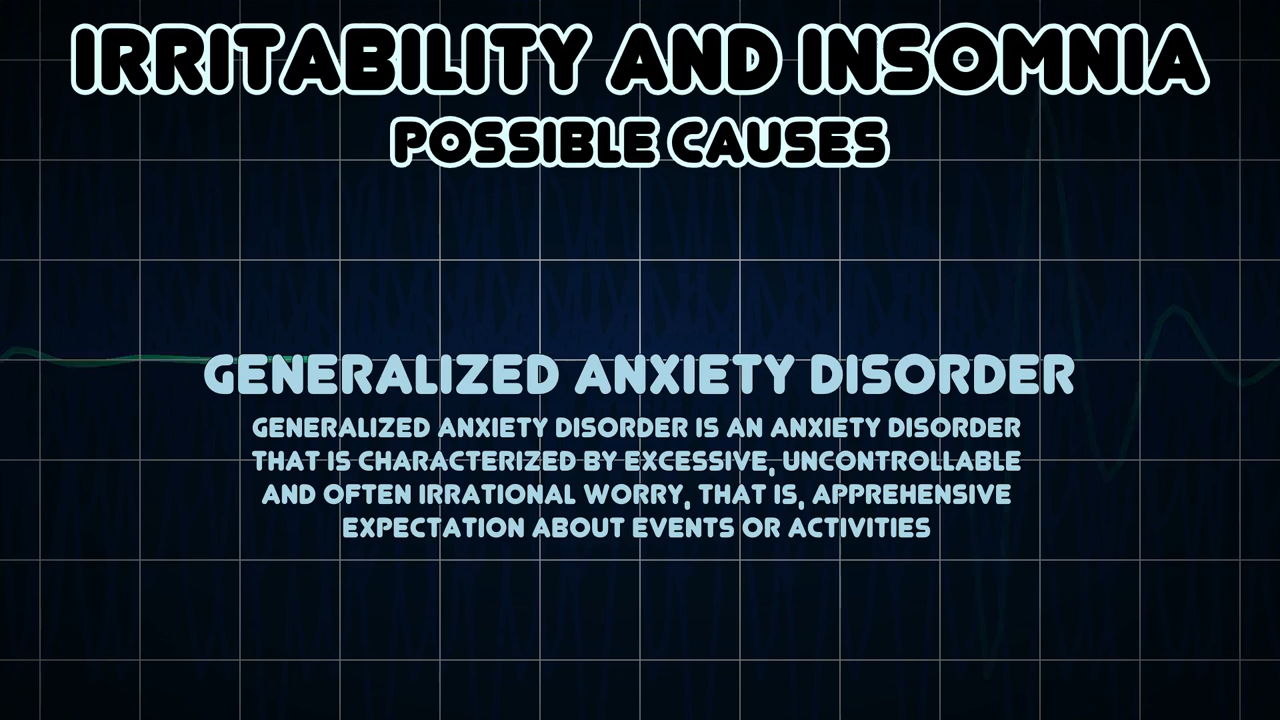 IRRITABILITY AND INSOMNIA
POSSIBLE CAUSES
GENERALIZED ANXIETY DISORDER
GENERALIZED ANXIETY DISORDER IS AN ANXIETY DISORDER
THAT IS CHARACTERIZED BY EXCESSIVE, UNCONTROLLABLE
AND OFTEN IRRATIONAL WORRY, THAT IS, APPREHENSIVE
EXPECTATION ABOUT EVENTS OR ACTIVITIES